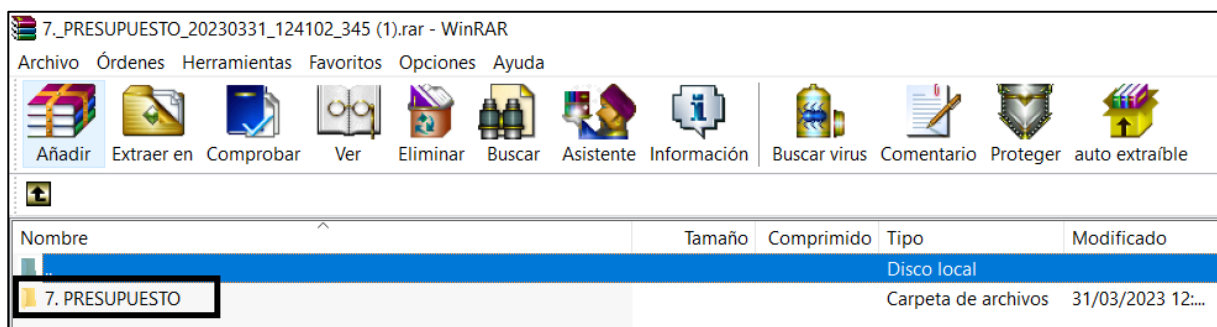 7._PRESUPUESTO_20230331_124102_345 (1).rar - WinRAR
Archivo Órdenes Herramientas Favoritos Opciones Ayuda
Añadir Extraer en Comprobar Ver Eliminar Buscar Asistente Información Buscar virus Comentario Proteger auto extraíble
Nombre Tamaño Comprimido Tipo Modificado
.. Disco local
7. PRESUPUESTO Carpeta de archivos 31/03/2023 12:...